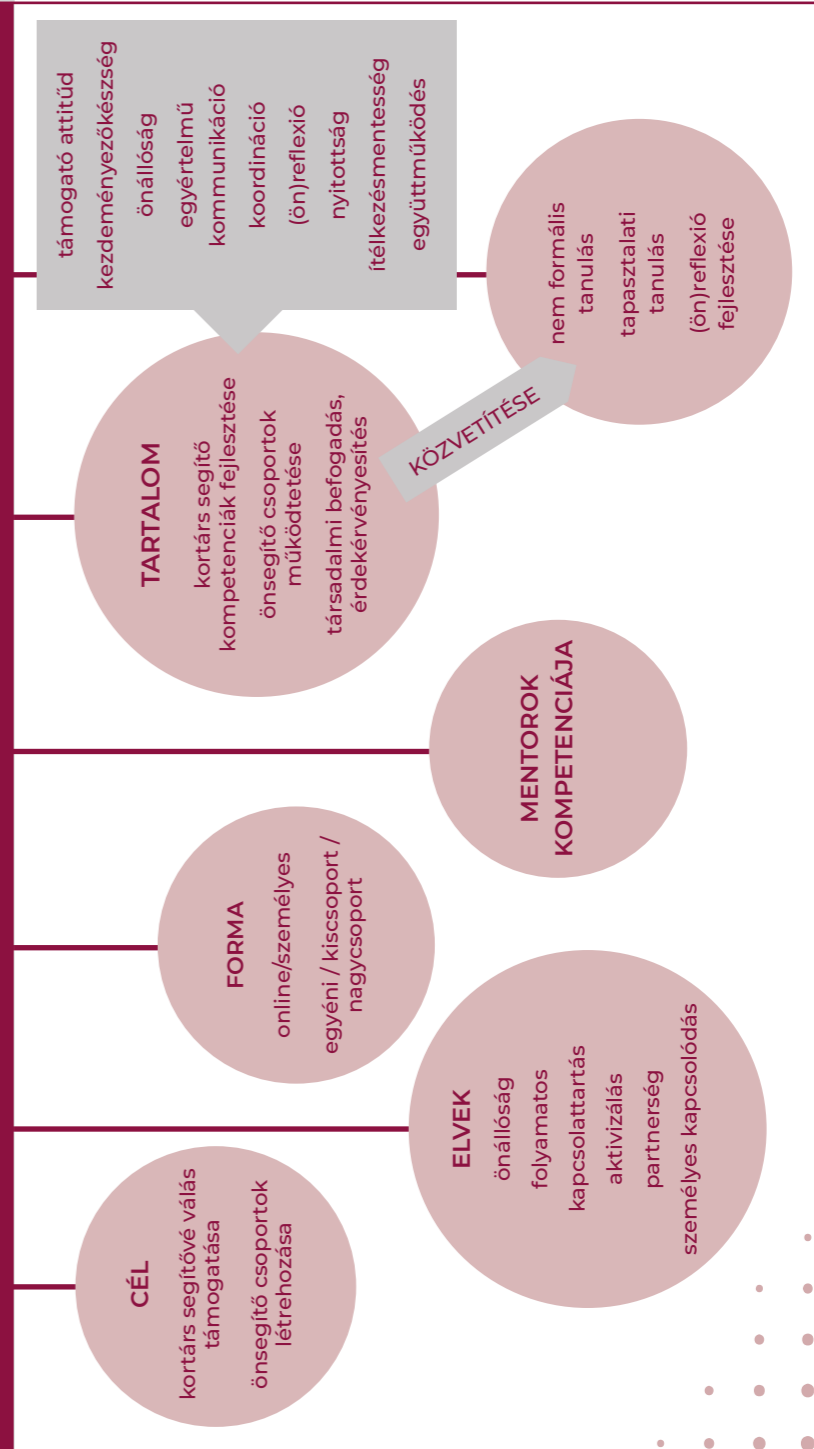 CÉL
kortárs segítővé válás
támogatása
önsegítő csoportok
létrehozása
ELVEK
önállóság
folyamatos
kapcsolattartás
aktivizálás
partnerség
személyes kapcsolódás
FORMA
online/személyes
egyéni / kiscsoport /
nagycsoport
MENTOROK
KOMPETENCIÁJA
TARTALOM
kortárs segítő
kompetenciák fejlesztése
önsegítő csoportok
működtetése
társadalmi befogadás,
érdekérvényesítés
KÖZVETÍTÉSE
támogató attitűd
kezdeményezőkészség
önállóság
egyértelmű
kommunikáció
koordináció
(ön)reflexió
nyitottság
ítélkezésmentesség
együttműködés
nem formális
tanulás
tapasztalati
tanulás
(ön)reflexió
fejlesztése